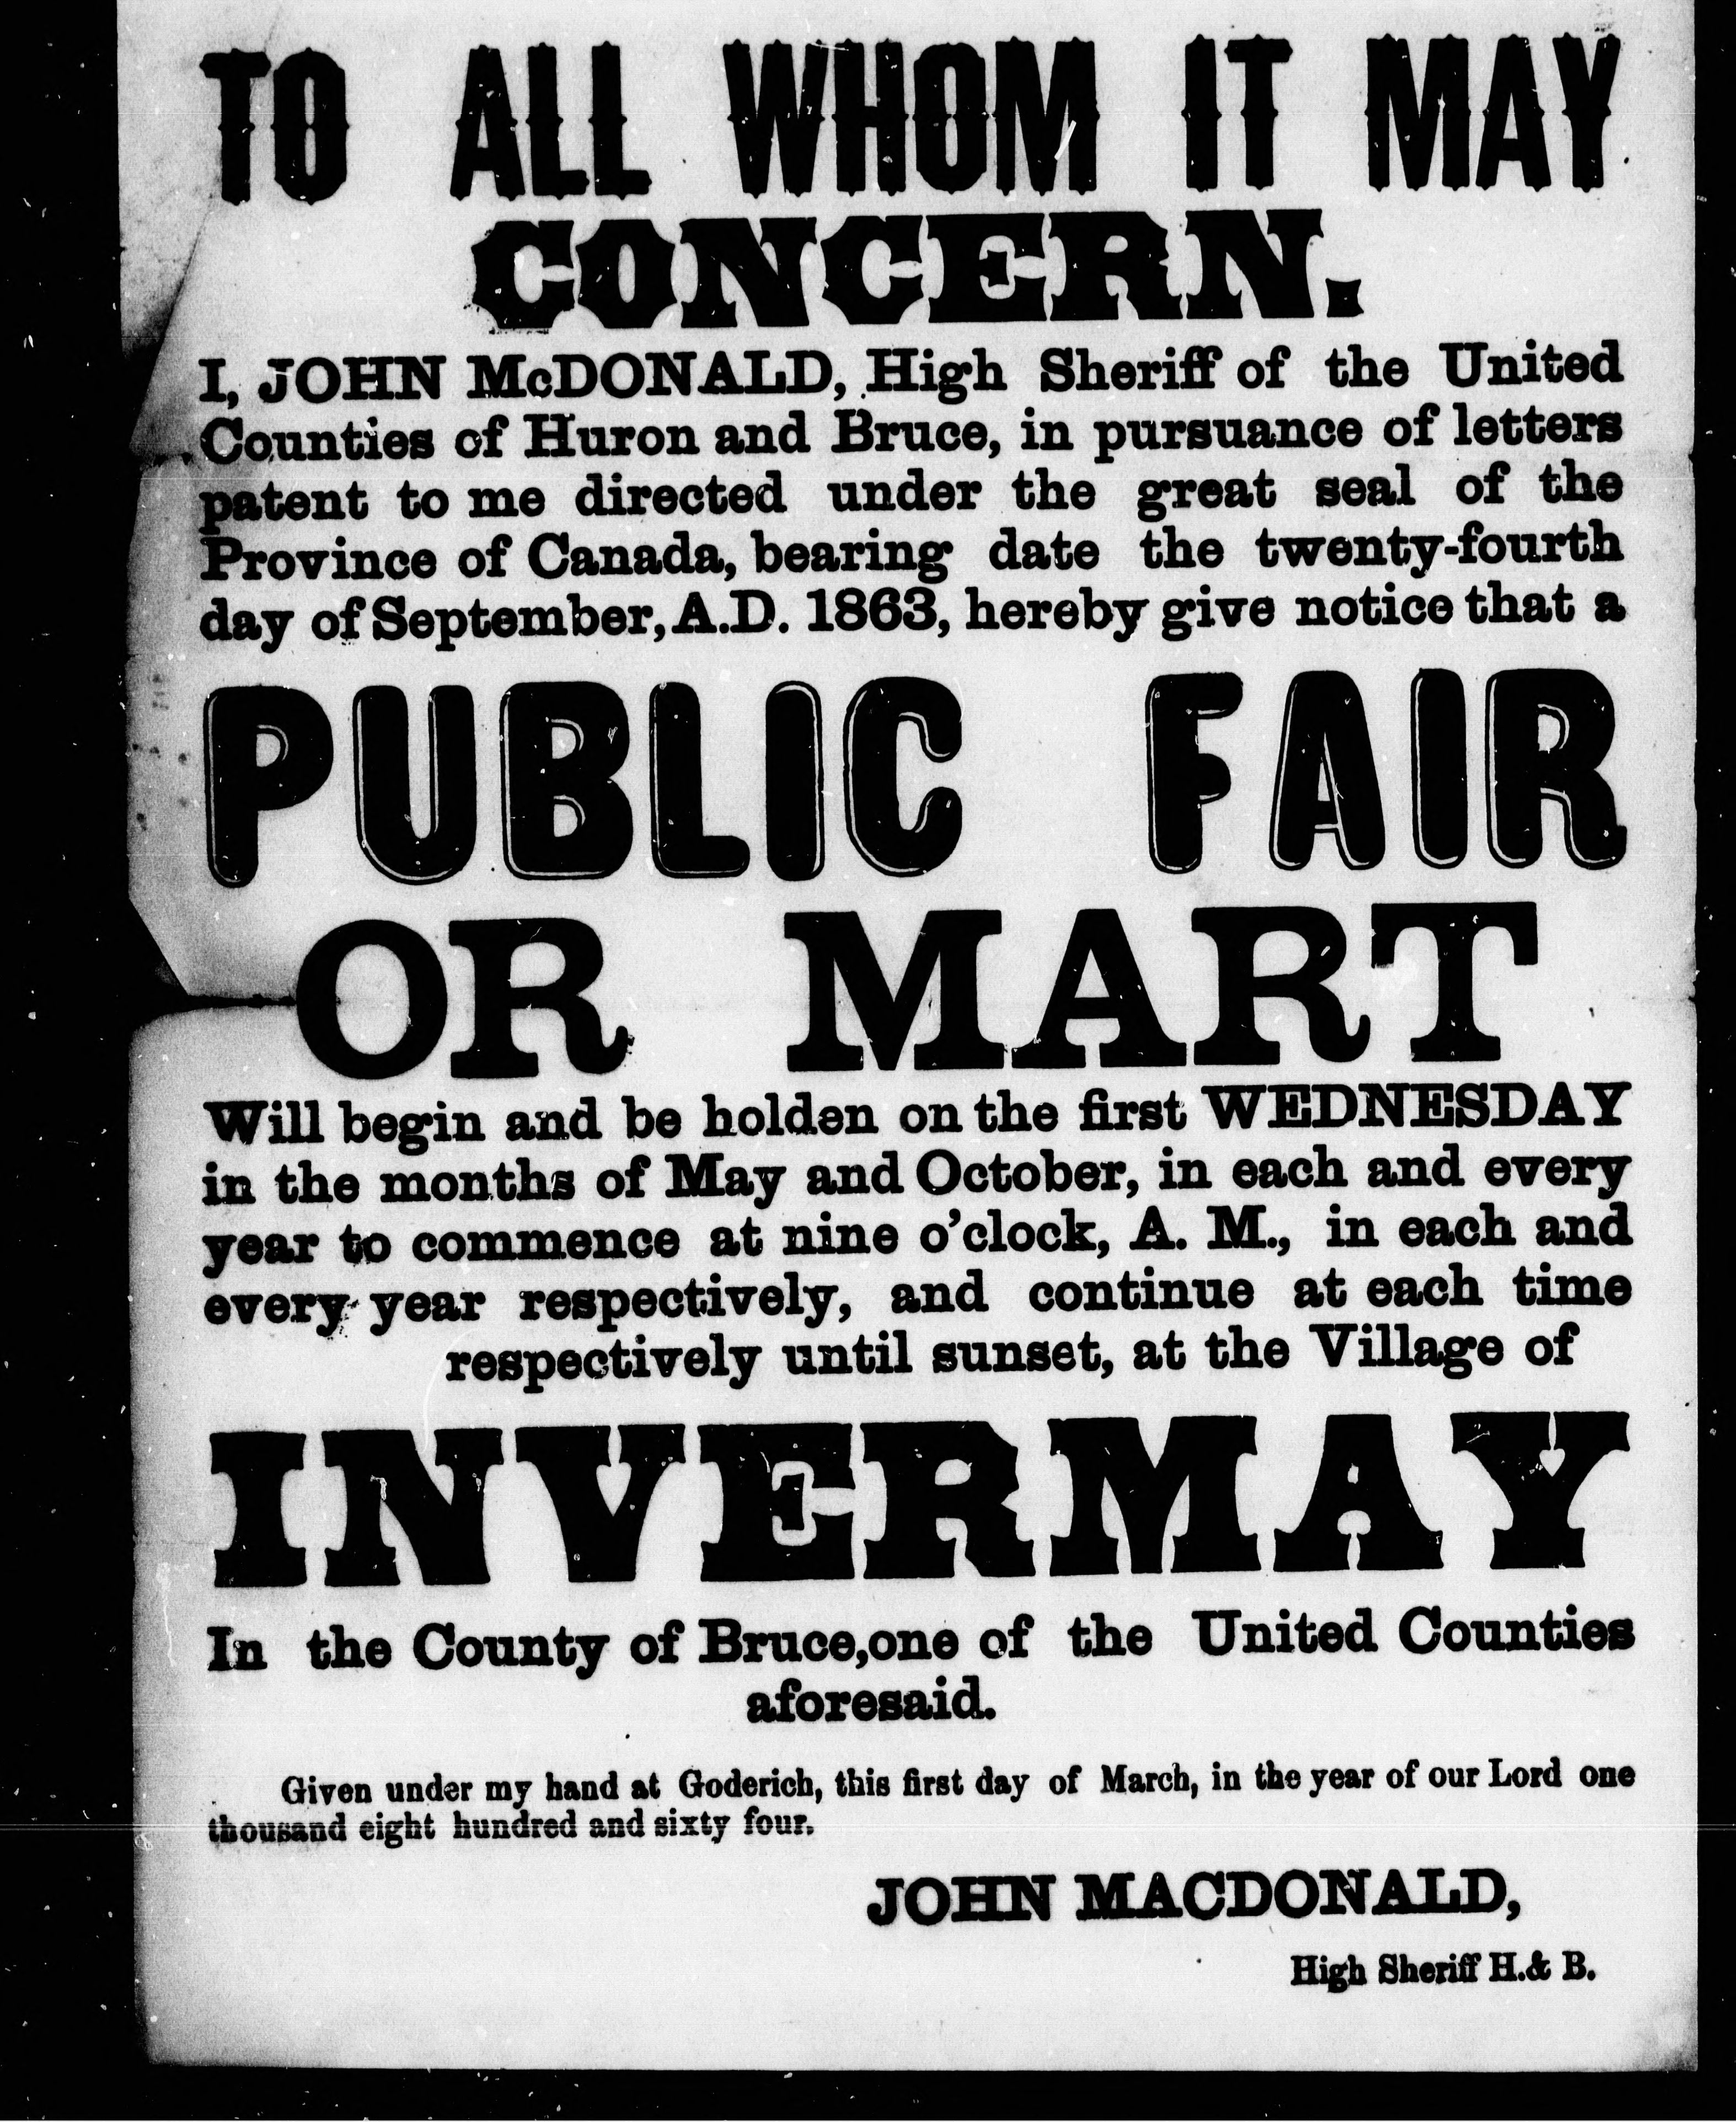 TO ALL WHOM IT MAY
CONCERN.
I, JOHN McDONALD, High Sheriff of the United
Counties of Huron and Bruce, in pursuance of letters
patent to me directed under the great seal of the
Province of Canada, bearing date the twenty-fourth
day of September, A.D. 1863, hereby give notice that a
PUBLIC FAIR
OR MART
Will begin and be holden on the first WEDNESDAY
in the months of May and October, in each and every
year to commence at nine o'clock, A. M., in each and
every year respectively, and continue at each time
respectively until sunset, at the Village of
INVERMAY
In the County of Bruce,one of the United Counties
aforesaid.
Given under my hand at Goderich, this first day of March, in the year of our Lord one
thousand eight hundred and sixty four.
JOHN MACDONALD,
High Sheriff H.& B.